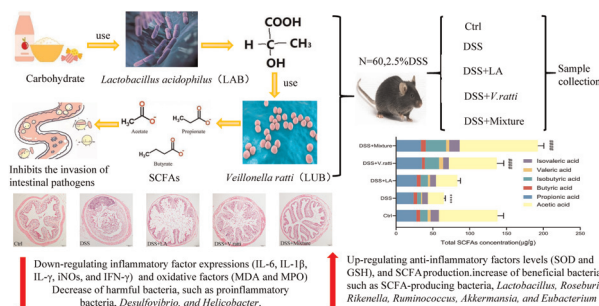 use
Carbohydrate
Lactobacillus acidophilus（LAB）
COOH
H
C
CH₃
OH
use
Acetate
Propionate
Butyrate
Inhibits the invasion of
intestinal pathogens
SCFAs
Veillonella ratti（LUB）
N=60,2.5%DSS
Ctrl
DSS
DSS+LA
DSS+V.ratti
DSS+Mixture
Sample
collection
DSS+Mixture
DSS+V.ratti
DSS+LA
DSS
Ctrl
Isovaleric acid
Valeric acid
Isobutyric acid
Butyric acid
Propionic acid
Acetic acid
####
####
****
0
50
100
150
200
250
Total SCFAs concentration(μg/g)
Ctrl
DSS
DSS+LA
DSS+V.ratti
DSS+Mixture
Down-regulating inflammatory factor expressions (IL-6, IL-1β,
IL-γ, iNOs, and IFN-γ) and oxidative factors (MDA and MPO)
Decrease of harmful bacteria, such as proinflammatory
bacteria, Desulfovibrio, and Helicobacter.
Up-regulating anti-inflammatory factors levels (SOD and
GSH), and SCFA production.increase of beneficial bacteria
such as SCFA-producing bacteria, Lactobacillus, Roseburi
Rikenella, Ruminococcus, Akkermansia, and Eubacterium